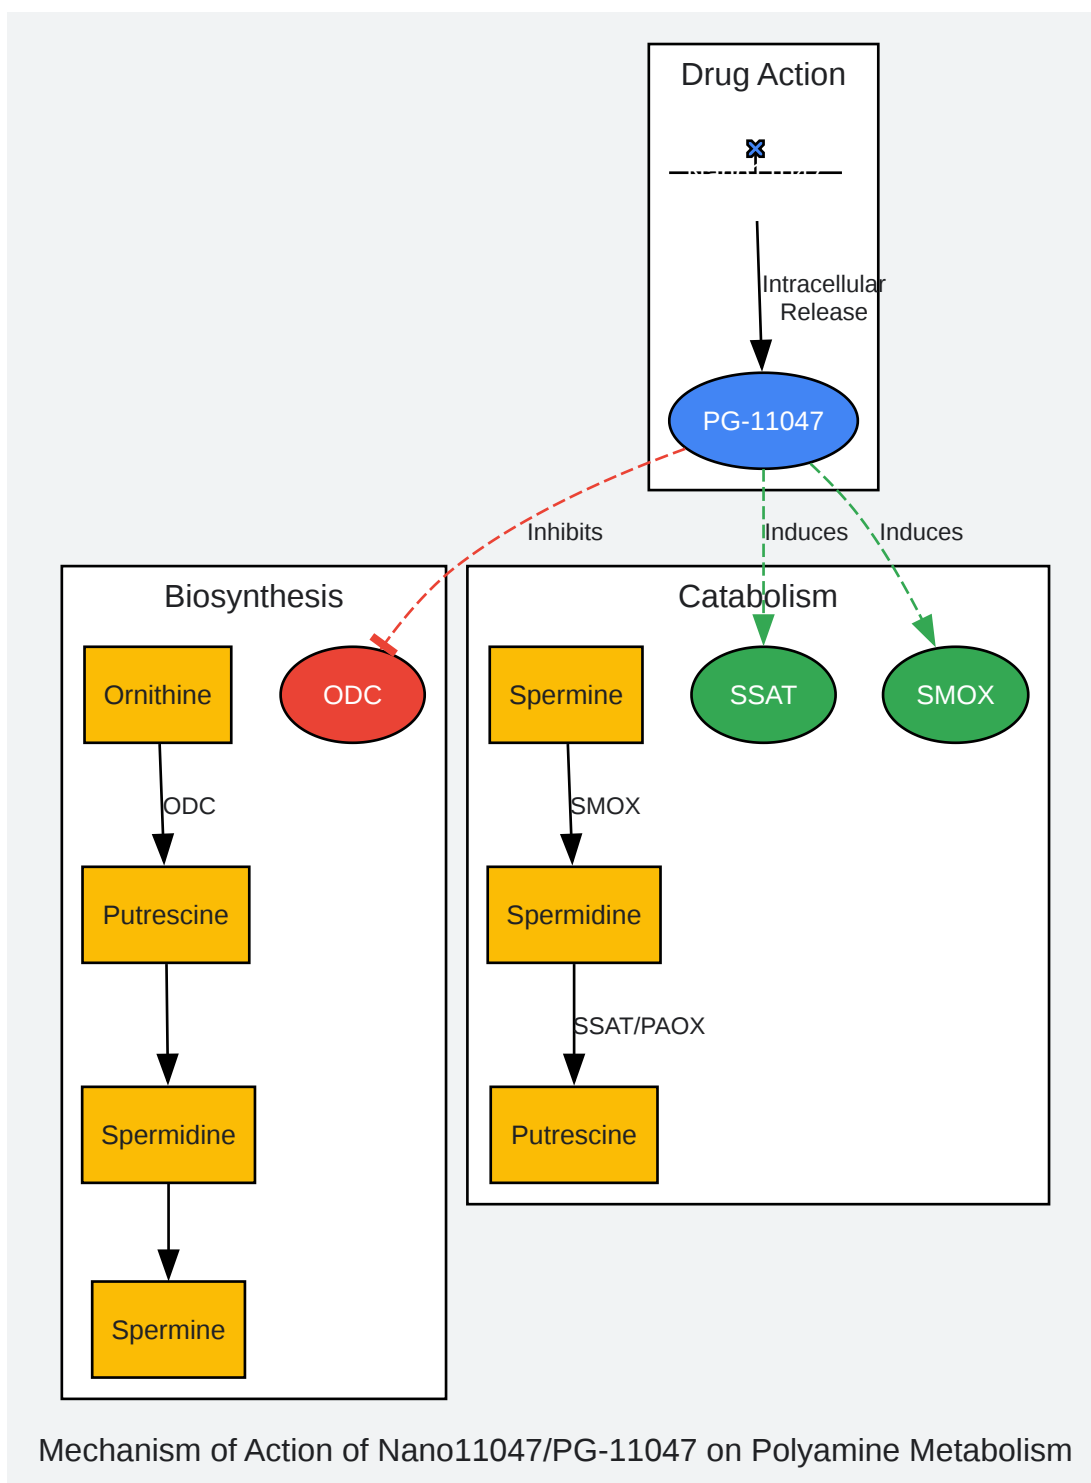 Drug Action
Intracellular
Release
PG-11047
Inhibits
Induces
Induces
Biosynthesis
Catabolism
Ornithine
ODC
Spermine
SSAT
SMOX
ODC
SMOX
Putrescine
Spermidine
SSAT/PAOX
Spermidine
Putrescine
Spermine
Mechanism of Action of Nano11047/PG-11047 on Polyamine Metabolism